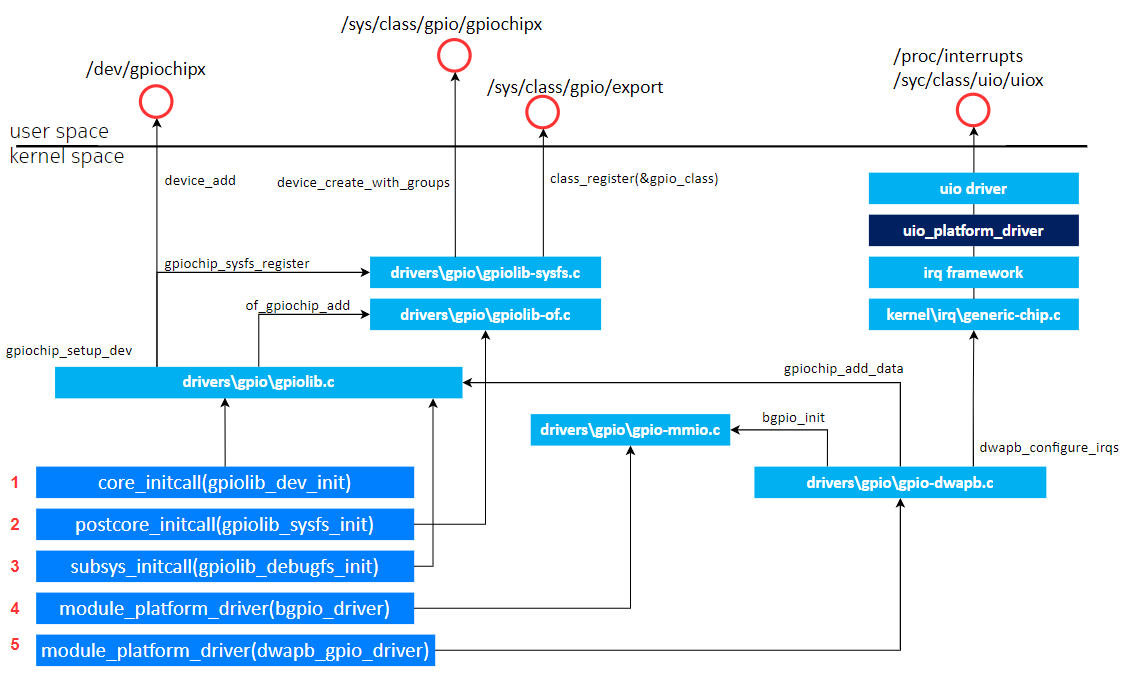 /sys/class/gpio/gpiochipx
/dev/gpiochipx
/sys/class/gpio/export
/proc/interrupts
/syc/class/uio/uiox
user space
kernel space
device_add
device_create_with_groups
class_register(&gpio_class)
uio driver
uio_platform_driver
gpiochip_sysfs_register
drivers\gpio\gpiolib-sysfs.c
irq framework
of_gpiochip_add
drivers\gpio\gpiolib-of.c
kernel\irq\generic-chip.c
gpiochip_setup_dev
drivers\gpio\gpiolib.c
gpiochip_add_data
bgpio_init
drivers\gpio\gpio-mmio.c
dwapb_configure_irqs
1 core_initcall(gpiolib_dev_init)
drivers\gpio\gpio-dwapb.c
2 postcore_initcall(gpiolib_sysfs_init)
3 subsys_initcall(gpiolib_debugfs_init)
4 module_platform_driver(bgpio_driver)
5 module_platform_driver(dwapb_gpio_driver)